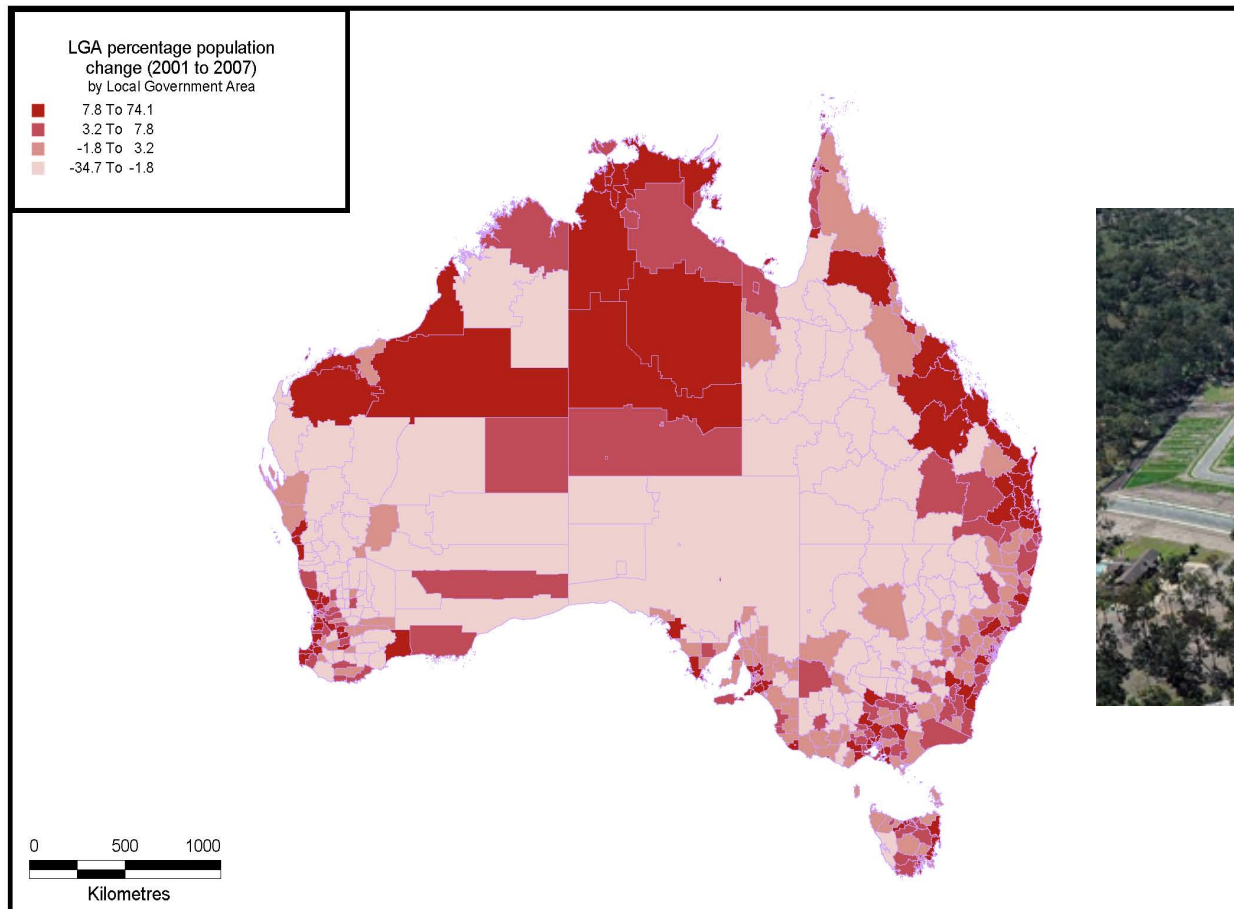 LGA percentage population
change (2001 to 2007)
by Local Government Area
7.8 To 74.1
3.2 To 7.8
-1.8 To 3.2
-34.7 To -1.8
0 500 1000
Kilometres